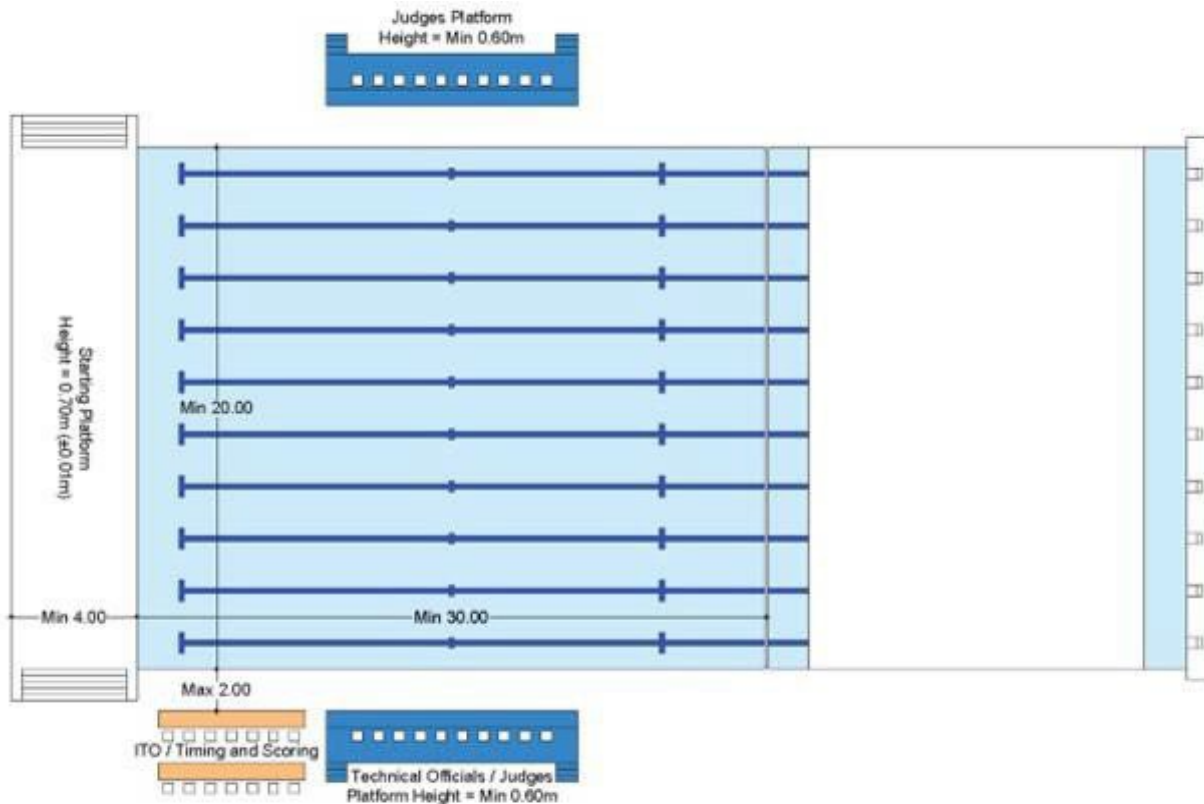 Judges Platform
Height = Min 0.60m
Starting Platform
Height = 0.70m (±0.01m)
Min 20.00
Min 4.00
Min 30.00
Max 2.00
ITO / Timing and Scoring
Technical Officials / Judges
Platform Height = Min 0.60m